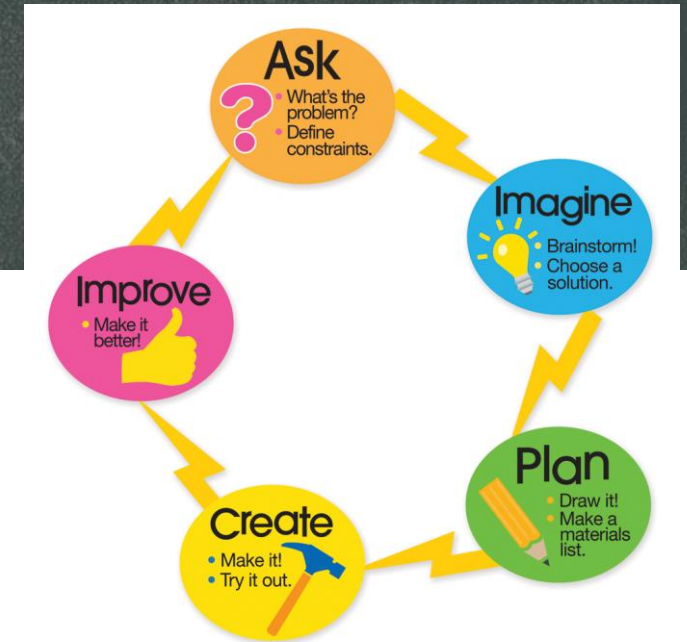 Ask
• What's the
problem?
• Define
constraints.
Imagine
• Brainstorm!
• Choose a
solution.
Plan
• Draw it!
• Make a
materials
list.
Create
• Make it!
• Try it out.
Improve
• Make it
better!